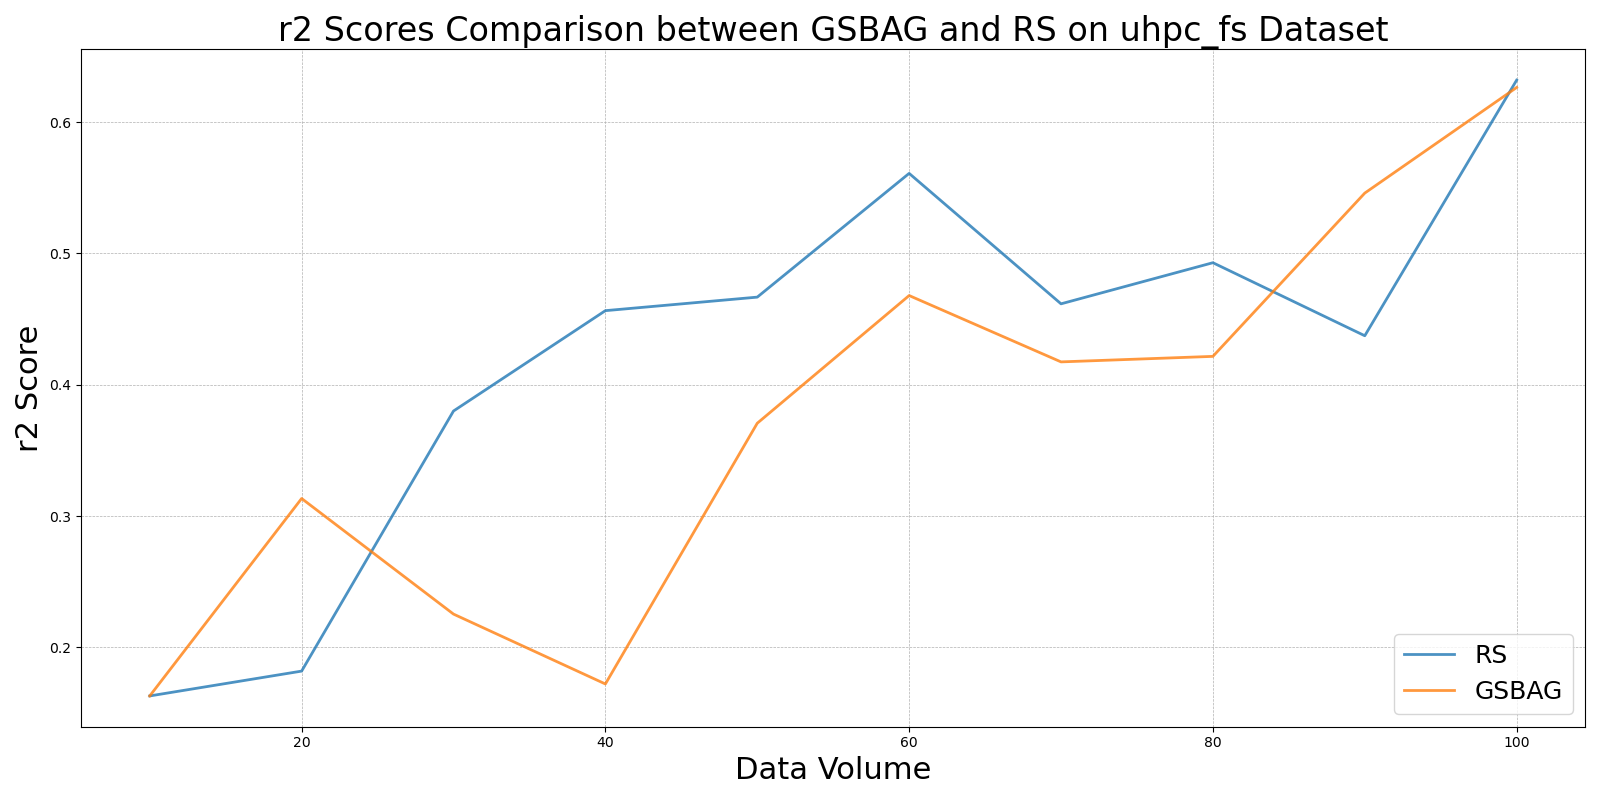 r2 Scores Comparison between GSBAG and RS on uhpc_fs Dataset
r2 Score
0.6
0.5
0.4
0.3
0.2
20 40 60 80 100
Data Volume
RS
GSBAG